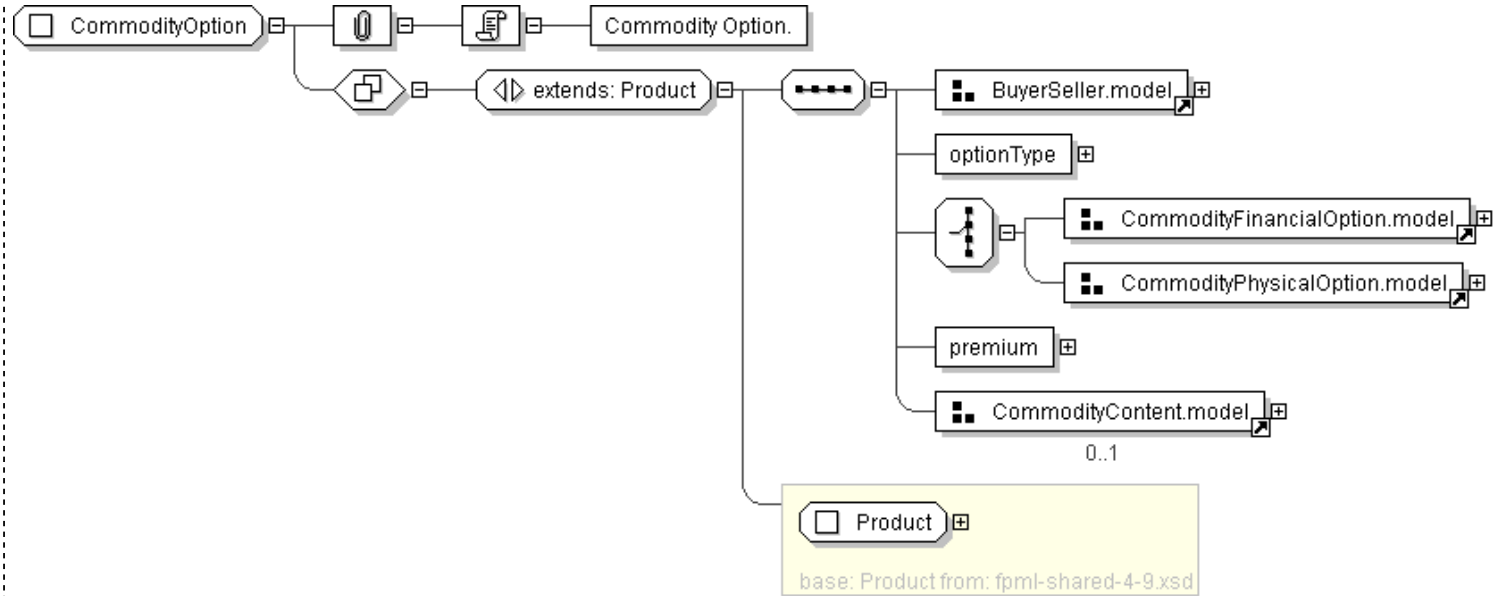 CommodityOption
Commodity Option.
extends: Product
BuyerSeller.model
optionType
CommodityFinancialOption.model
CommodityPhysicalOption.model
premium
CommodityContent.model
0..1
Product
base: Product from: fpml-shared-4-9.xsd